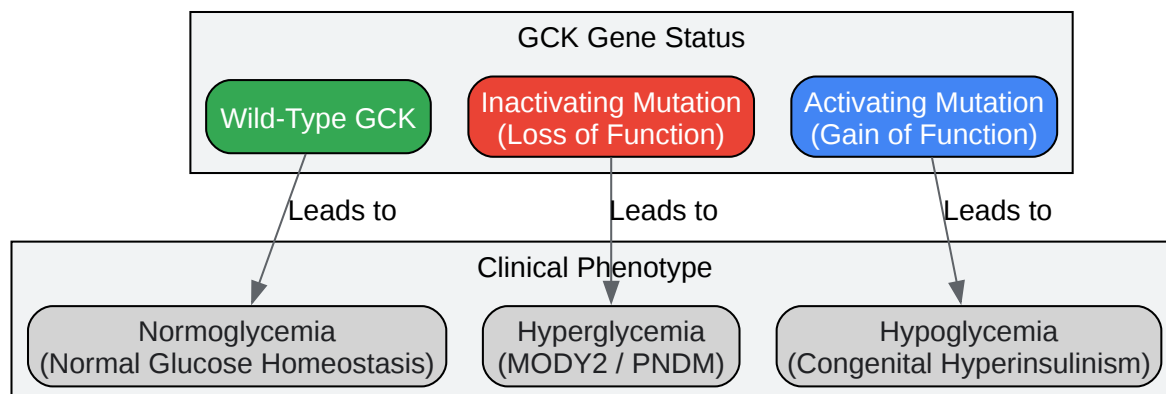 GCK Gene Status
Wild-Type GCK
Inactivating Mutation
(Loss of Function)
Activating Mutation
(Gain of Function)
Leads to
Leads to
Leads to
Clinical Phenotype
Normoglycemia
(Normal Glucose Homeostasis)
Hyperglycemia
(MODY2 / PNDM)
Hypoglycemia
(Congenital Hyperinsulinism)